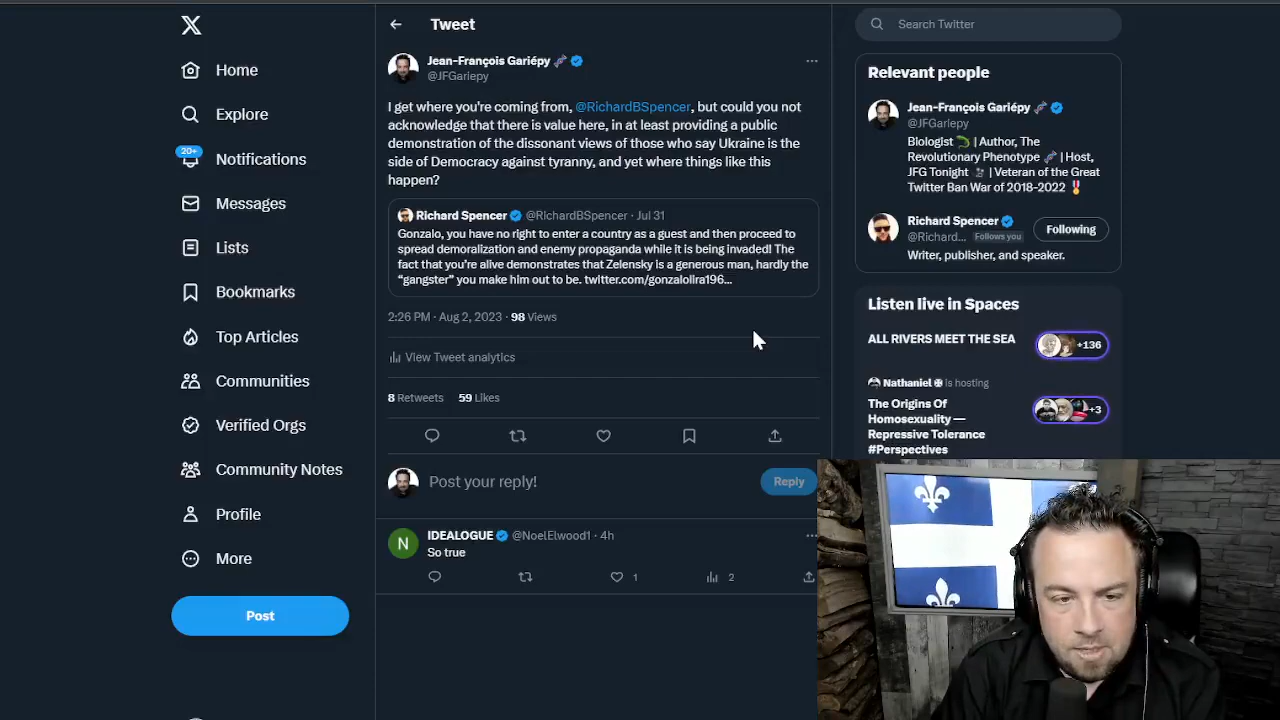 Home
Explore
20+
Notifications
Messages
Lists
Bookmarks
Top Articles
Communities
Verified Orgs
Community Notes
Profile
More
Post
Tweet
Jean-François Gariépy
@JFGariepy
I get where you're coming from, @RichardBSpencer, but could you not
acknowledge that there is value here, in at least providing a public
demonstration of the dissonant views of those who say Ukraine is the
side of Democracy against tyranny, and yet where things like this
happen?
Richard Spencer @RichardBSpencer · Jul 31
Gonzalo, you have no right to enter a country as a guest and then proceed to
spread demoralization and enemy propaganda while it is being invaded! The
fact that you're alive demonstrates that Zelensky is a generous man, hardly the
“gangster” you make him out to be. twitter.com/gonzalolira196...
2:26 PM · Aug 2, 2023 · 98 Views
View Tweet analytics
8 Retweets 59 Likes
Post your reply!
Reply
N
IDEALOGUE @NoelElwood1 · 4h
So true
1
2
Search Twitter
Relevant people
Jean-François Gariépy
@JFGariepy
Biologist | Author, The
Revolutionary Phenotype | Host,
JFG Tonight | Veteran of the Great
Twitter Ban War of 2018-2022
Richard Spencer
@Richard... Follows you
Following
Writer, publisher, and speaker.
Listen live in Spaces
ALL RIVERS MEET THE SEA
+136
Nathaniel is hosting
The Origins Of
Homosexuality —
Repressive Tolerance
#Perspectives
+3